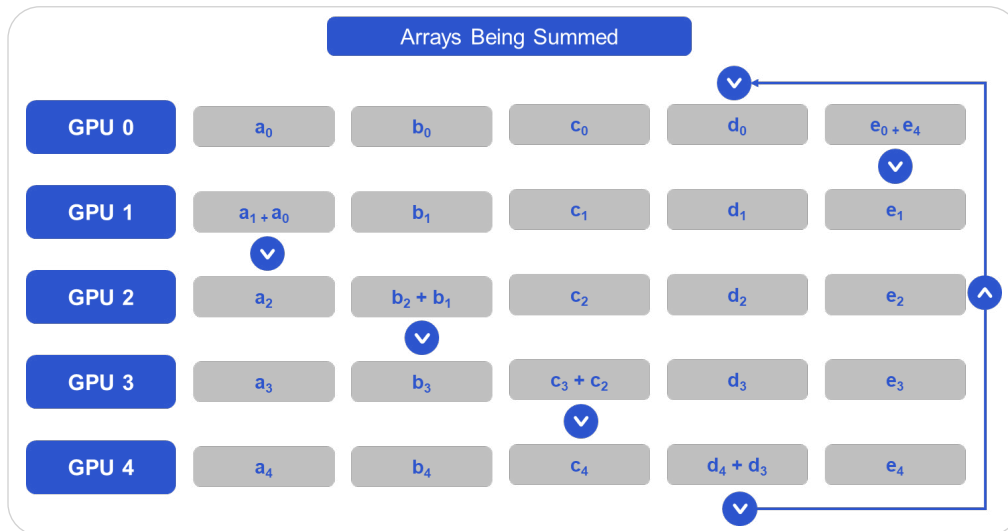 Arrays Being Summed
GPU 0 a₀ b₀ c₀ d₀ e₀ + e₄
GPU 1 a₁ + a₀ b₁ c₁ d₁ e₁
GPU 2 a₂ b₂ + b₁ c₂ d₂ e₂
GPU 3 a₃ b₃ c₃ + c₂ d₃ e₃
GPU 4 a₄ b₄ c₄ d₄ + d₃ e₄